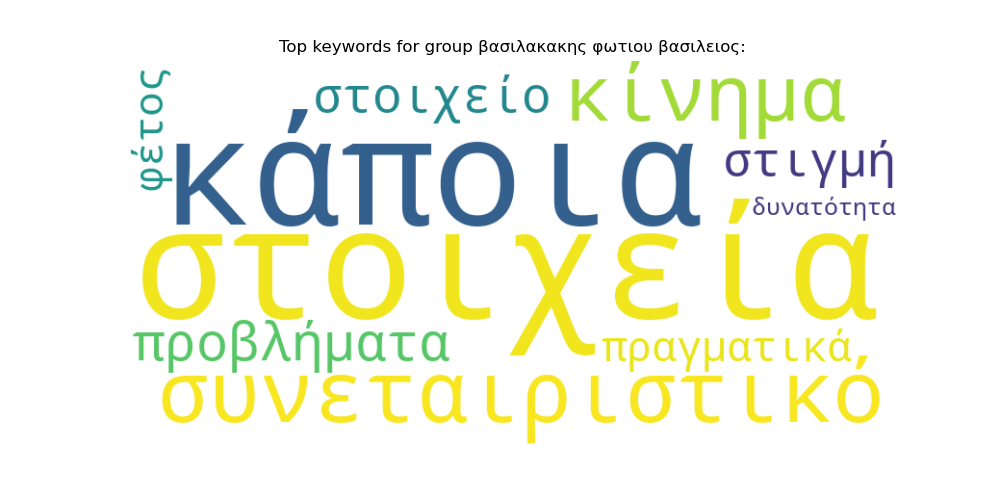 Top keywords for group βασιλακακης φωτιου βασιλειος:
φέτος
στοιχείο
κίνημα
κάποια
στιγμή
δυνατότητα
στοιχεία
προβλήματα
πραγματικά
συνεταιριστικό